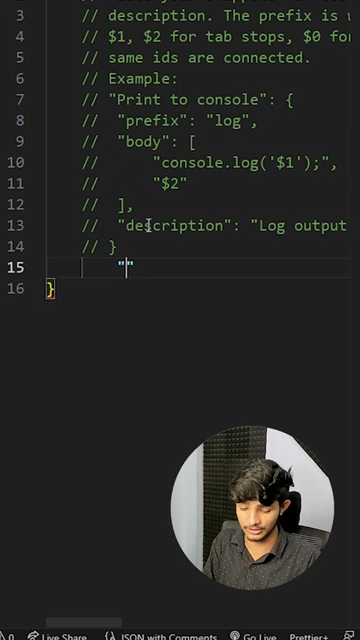 3 // description. The prefix is
4 // $1, $2 for tab stops, $0 for
5 // same ids are connected.
6 // Example:
7 // "Print to console": {
8 // "prefix": "log",
9 // "body": [
10 // "console.log('$1');",
11 // "$2"
12 // ],
13 // "description": "Log output
14 // }
15 ""
16 }
0 Live Share JSON with Comments Go Live Prettier+